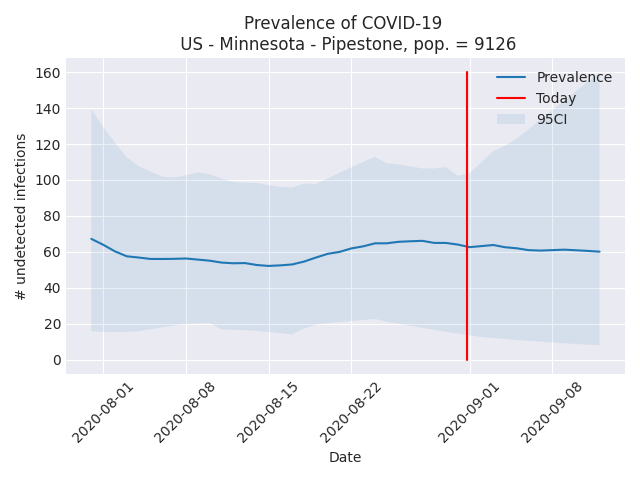 Prevalence of COVID-19
US - Minnesota - Pipestone, pop. = 9126
160
140
120
100
80
60
40
20
0
# undetected infections
Prevalence
Today
95CI
2020-08-01
2020-08-08
2020-08-15
2020-08-22
2020-09-01
2020-09-08
Date